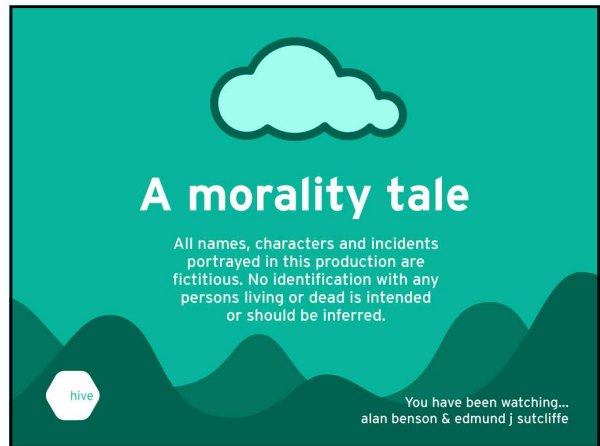 A morality tale
All names, characters and incidents
portrayed in this production are
fictitious. No identification with any
persons living or dead is intended
or should be inferred.
hive
You have been watching...
alan benson & edmund j sutcliffe